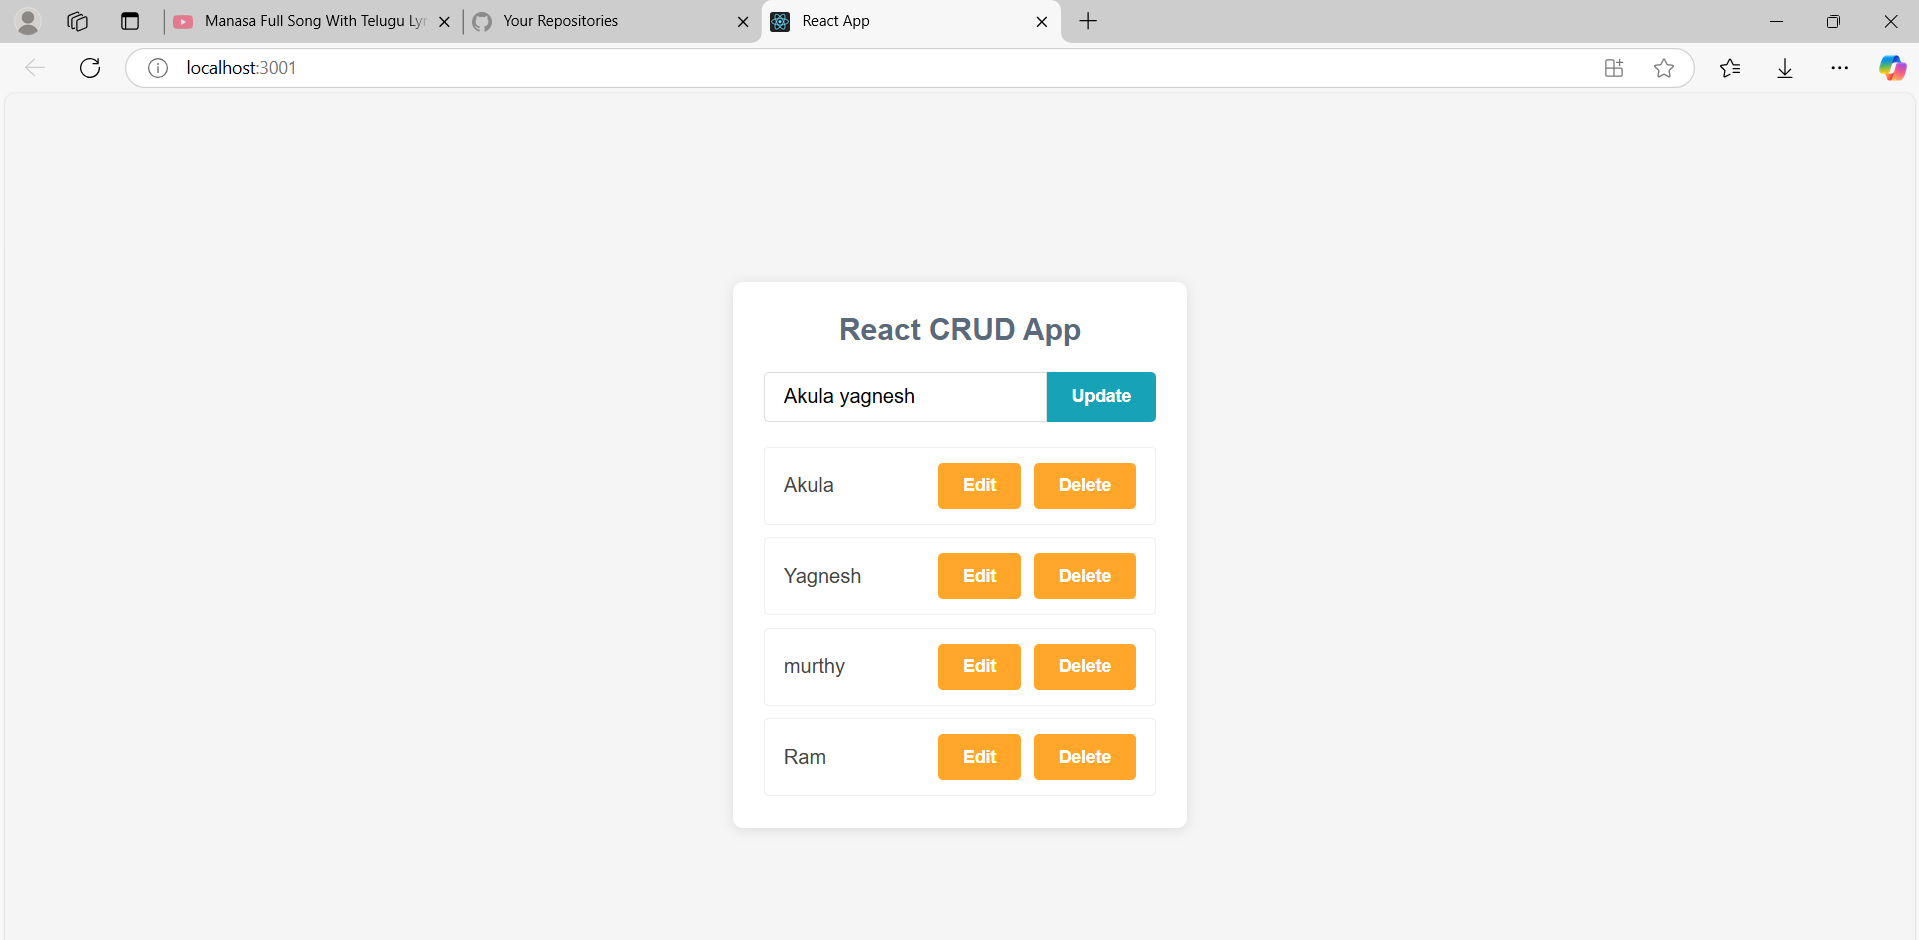 Manasa Full Song With Telugu Lyr
Your Repositories
React App
localhost:3001
React CRUD App
Akula yagnesh
Update
Akula
Edit
Delete
Yagnesh
Edit
Delete
murthy
Edit
Delete
Ram
Edit
Delete